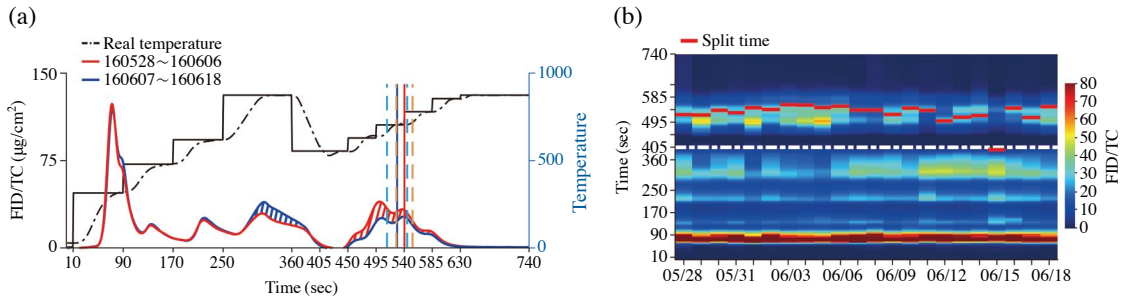 (a)
Real temperature
160528～160606
160607～160618
150
75
0
FID/TC (μg/cm²)
1000
500
0
Temperature
10 90 170 250 360 405 450 495 540 585 630 740
Time (sec)
(b)
Split time
740
585
495
405
360
250
170
90
10
Time (sec)
05/28 05/31 06/03 06/06 06/09 06/12 06/15 06/18
80
70
60
50
40
30
20
10
0
FID/TC